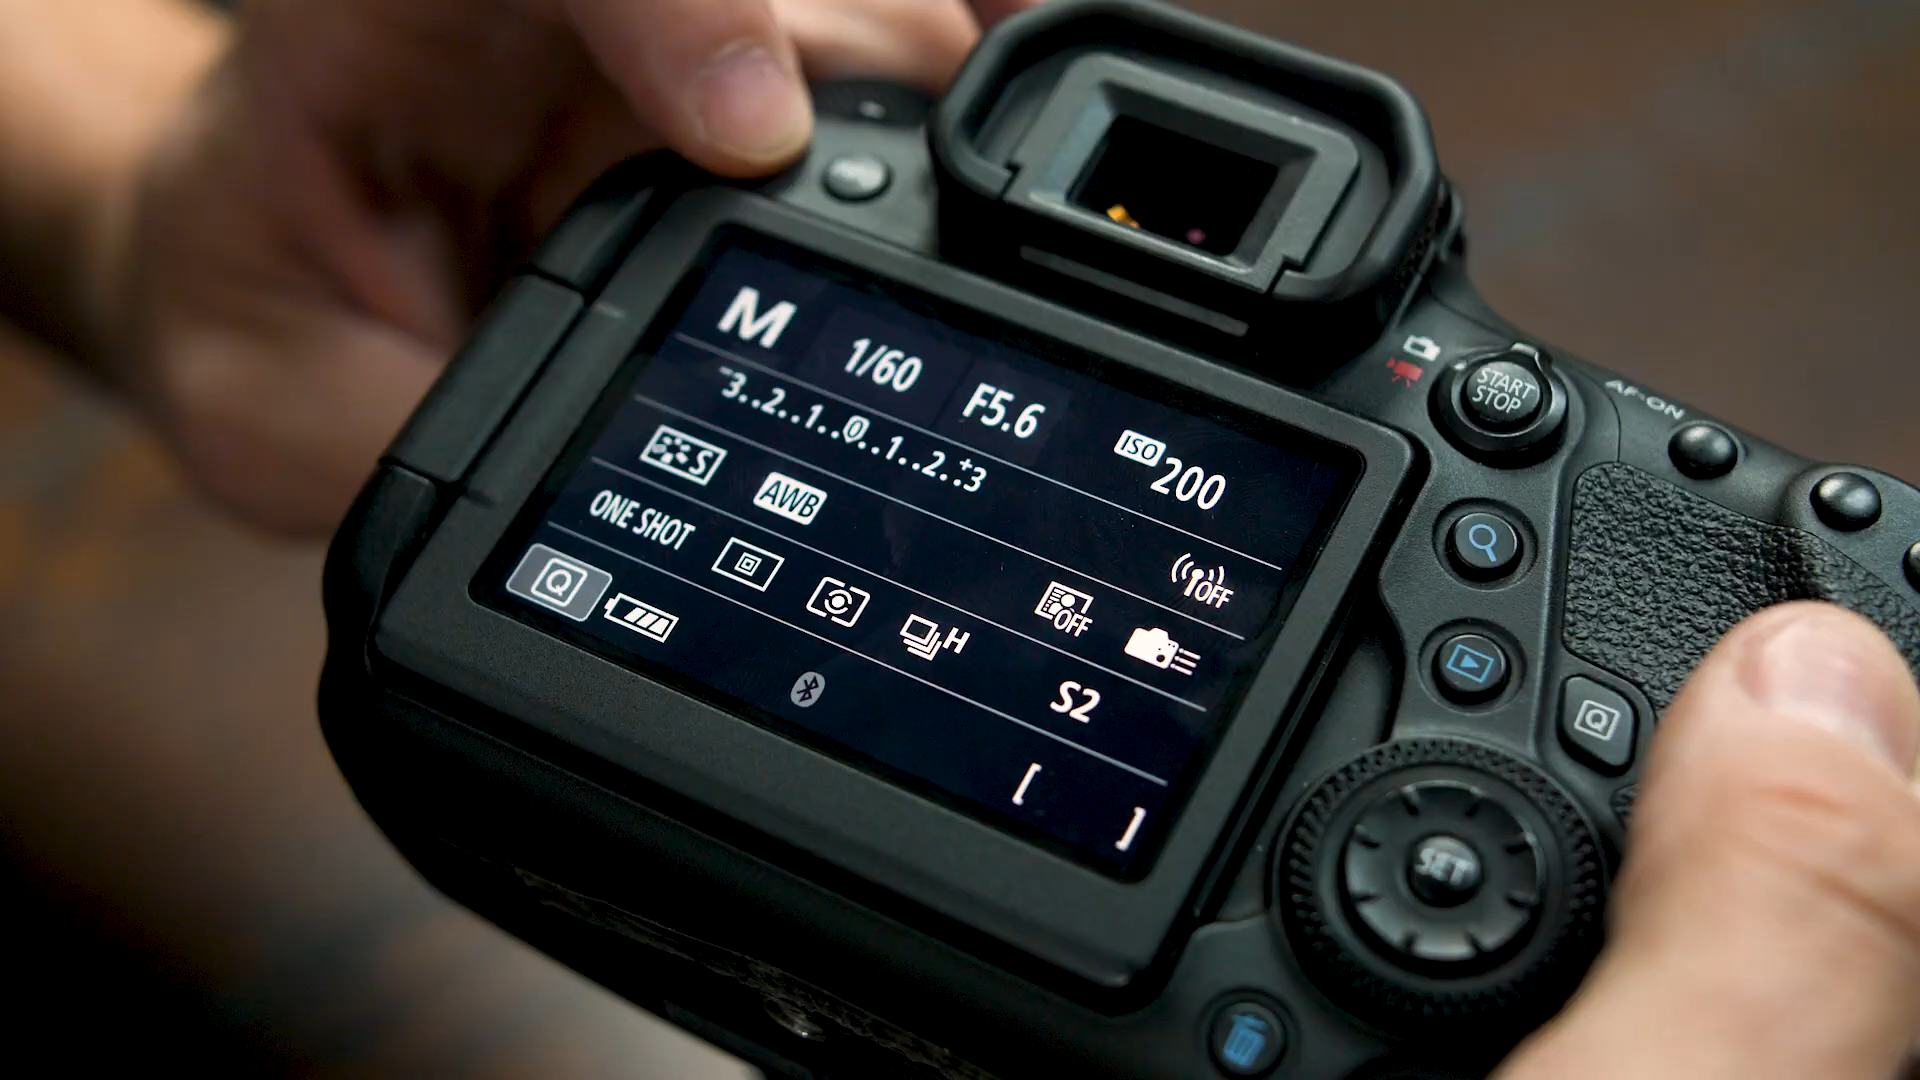 M 1/60 F5.6 ISO 200
-3..2..1..0..1..2..+3
S AWB OFF
ONE SHOT OFF
Q H S2
[ ]
START
STOP
AF-ON
Q
SET